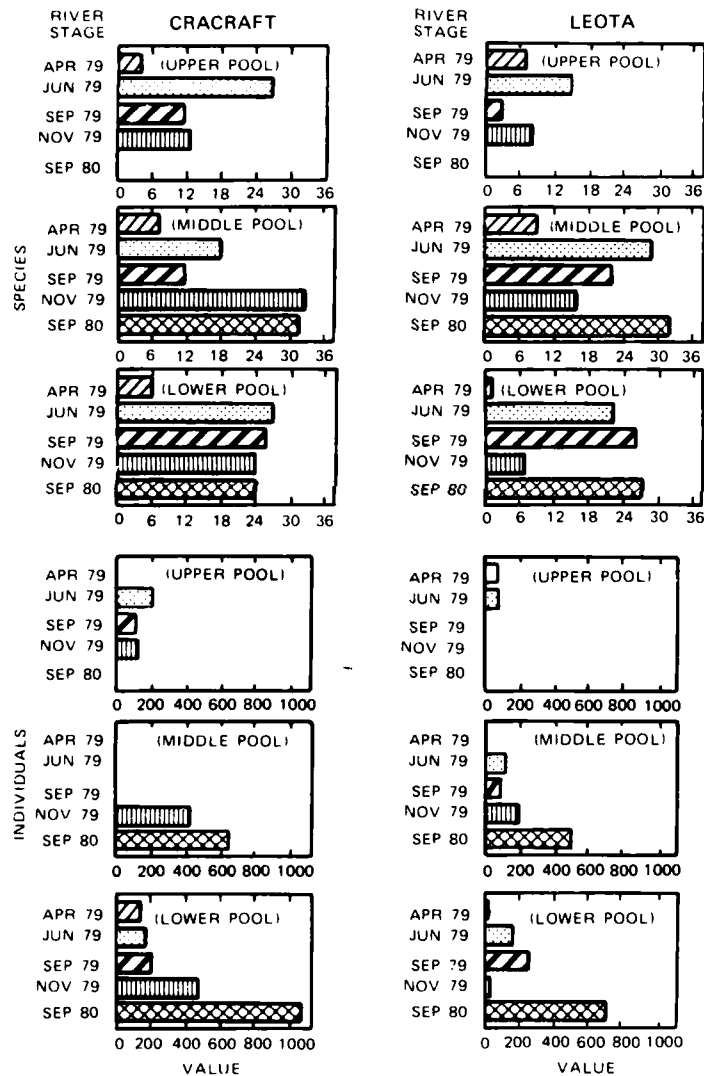 RIVER STAGE CRACRAFT
SPECIES
APR 79 (UPPER POOL)
JUN 79
SEP 79
NOV 79
SEP 80
0 6 12 18 24 30 36
APR 79 (MIDDLE POOL)
JUN 79
SEP 79
NOV 79
SEP 80
0 6 12 18 24 30 36
APR 79 (LOWER POOL)
JUN 79
SEP 79
NOV 79
SEP 80
0 6 12 18 24 30 36
INDIVIDUALS
APR 79 (UPPER POOL)
JUN 79
SEP 79
NOV 79
SEP 80
0 200 400 600 800 1000
APR 79 (MIDDLE POOL)
JUN 79
SEP 79
NOV 79
SEP 80
0 200 400 600 800 1000
APR 79 (LOWER POOL)
JUN 79
SEP 79
NOV 79
SEP 80
0 200 400 600 800 1000
VALUE
RIVER STAGE LEOTA
APR 79 (UPPER POOL)
JUN 79
SEP 79
NOV 79
SEP 80
0 6 12 18 24 30 36
APR 79 (MIDDLE POOL)
JUN 79
SEP 79
NOV 79
SEP 80
0 6 12 18 24 30 36
APR 79 (LOWER POOL)
JUN 79
SEP 79
NOV 79
SEP 80
0 6 12 18 24 30 36
APR 79 (UPPER POOL)
JUN 79
SEP 79
NOV 79
SEP 80
0 200 400 600 800 1000
APR 79 (MIDDLE POOL)
JUN 79
SEP 79
NOV 79
SEP 80
0 200 400 600 800 1000
APR 79 (LOWER POOL)
JUN 79
SEP 79
NOV 79
SEP 80
0 200 400 600 800 1000
VALUE